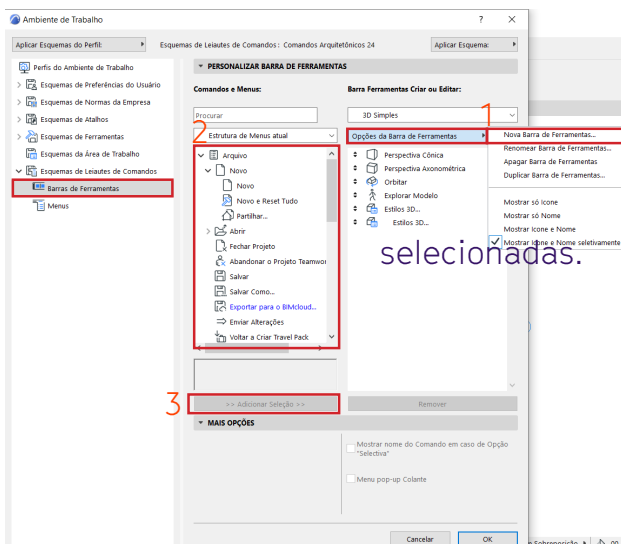 Ambiente de Trabalho
?
Aplicar Esquemas do Perfil:
Esquemas de Leiautes de Comandos : Comandos Arquitetônicos 24
Aplicar Esquema:
Perfis do Ambiente de Trabalho
Esquemas de Preferências do Usuário
Esquemas de Normas da Empresa
Esquemas de Atalhos
Esquemas de Ferramentas
Esquemas da Área de Trabalho
Esquemas de Leiautes de Comandos
Barras de Ferramentas
Menus
PERSONALIZAR BARRA DE FERRAMENTAS
Comandos e Menus:
Procurar
2
Estrutura de Menus atual
Arquivo
Novo
Novo
Novo e Reset Tudo
Partilhar...
Abrir
Fechar Projeto
Abandonar o Projeto Teamwor
Salvar
Salvar Como...
Exportar para o BIMcloud...
Enviar Alterações
Voltar a Criar Travel Pack
3
>> Adicionar Seleção >>
Barra Ferramentas Criar ou Editar:
3D Simples
1
Opções da Barra de Ferramentas
Nova Barra de Ferramentas...
Renomear Barra de Ferramentas...
Apagar Barra de Ferramentas
Duplicar Barra de Ferramentas...
Mostrar só Icone
Mostrar só Nome
Mostrar Icone e Nome
Mostrar Icone e Nome seletivamente
Perspectiva Cônica
Perspectiva Axonométrica
Orbitar
Explorar Modelo
Estilos 3D...
Estilos 3D...
selecionadas.
Remover
MAIS OPÇÕES
Mostrar nome do Comando em caso de Opção
"Selectiva"
Menu pop-up Colante
Cancelar
OK
Sobreposição